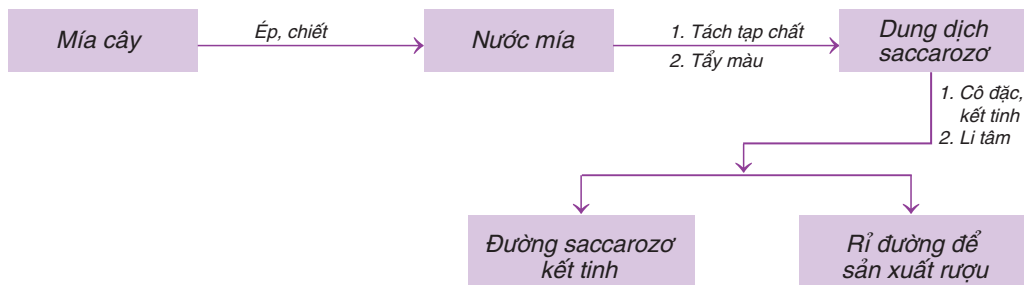 Mía cây
Ép, chiết
Nước mía
1. Tách tạp chất
2. Tẩy màu
Dung dịch
saccarozơ
1. Cô đặc,
kết tinh
2. Li tâm
Đường saccarozơ
kết tinh
Rỉ đường để
sản xuất rượu